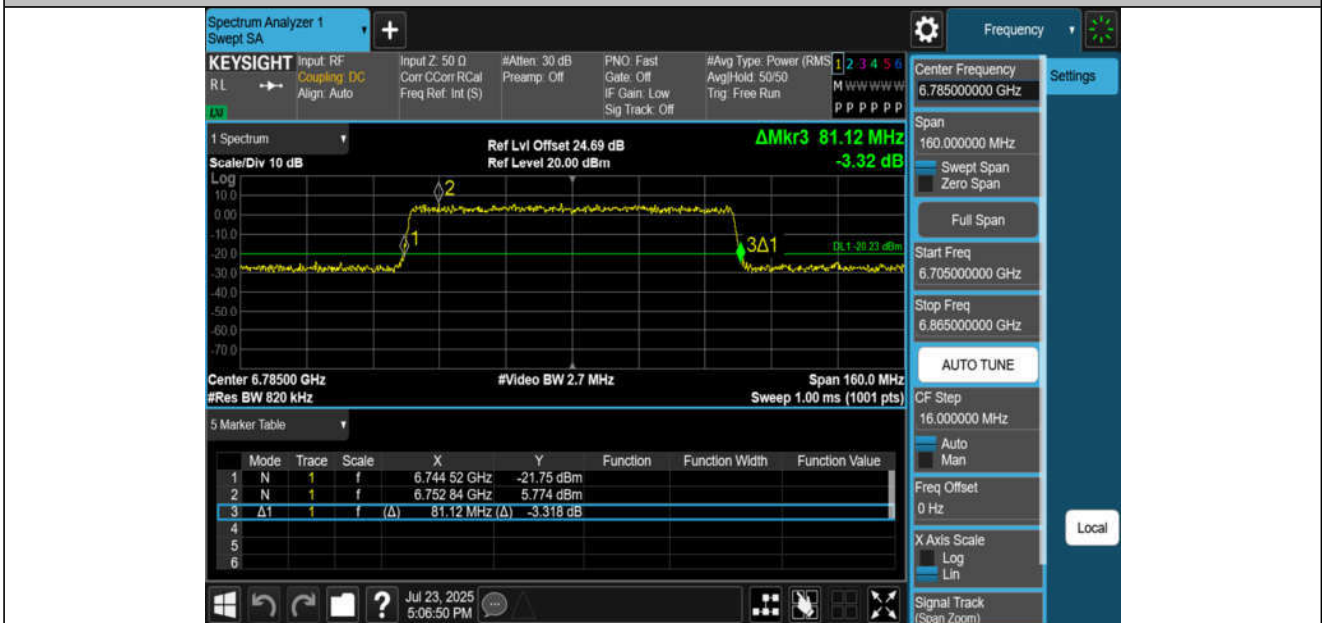 Spectrum Analyzer 1
Swept SA
+
Frequency
KEYSIGHT
RL
LXI
Input: RF
Coupling: DC
Align: Auto
Input Z: 50 Ω
Corr CCorr RCal
Freq Ref: Int (S)
#Atten: 30 dB
Preamp: Off
PNO: Fast
Gate: Off
IF Gain: Low
Sig Track: Off
#Avg Type: Power (RMS
Avg|Hold: 50/50
Trig: Free Run
1 2 3 4 5 6
M W W W W W
P P P P P P
Center Frequency
6.785000000 GHz
Settings
1 Spectrum
Ref Lvl Offset 24.69 dB
ΔMkr3 81.12 MHz
Scale/Div 10 dB
Ref Level 20.00 dBm
-3.32 dB
Log
10.0
0.00
-10.0
-20.0
-30.0
-40.0
-50.0
-60.0
-70.0
2
1
3Δ1
DL1 -20.23 dBm
Center 6.78500 GHz
#Video BW 2.7 MHz
Span 160.0 MHz
#Res BW 820 kHz
Sweep 1.00 ms (1001 pts)
Span
160.000000 MHz
Swept Span
Zero Span
Full Span
Start Freq
6.705000000 GHz
Stop Freq
6.865000000 GHz
AUTO TUNE
CF Step
16.000000 MHz
Auto
Man
Freq Offset
0 Hz
X Axis Scale
Log
Lin
Signal Track
(Span Zoom)
Local
5 Marker Table
Mode Trace Scale X Y Function Function Width Function Value
1 N 1 f 6.744 52 GHz -21.75 dBm
2 N 1 f 6.752 84 GHz 5.774 dBm
3 Δ1 1 f (Δ) 81.12 MHz (Δ) -3.318 dB
4
5
6
?
Jul 23, 2025
5:06:50 PM